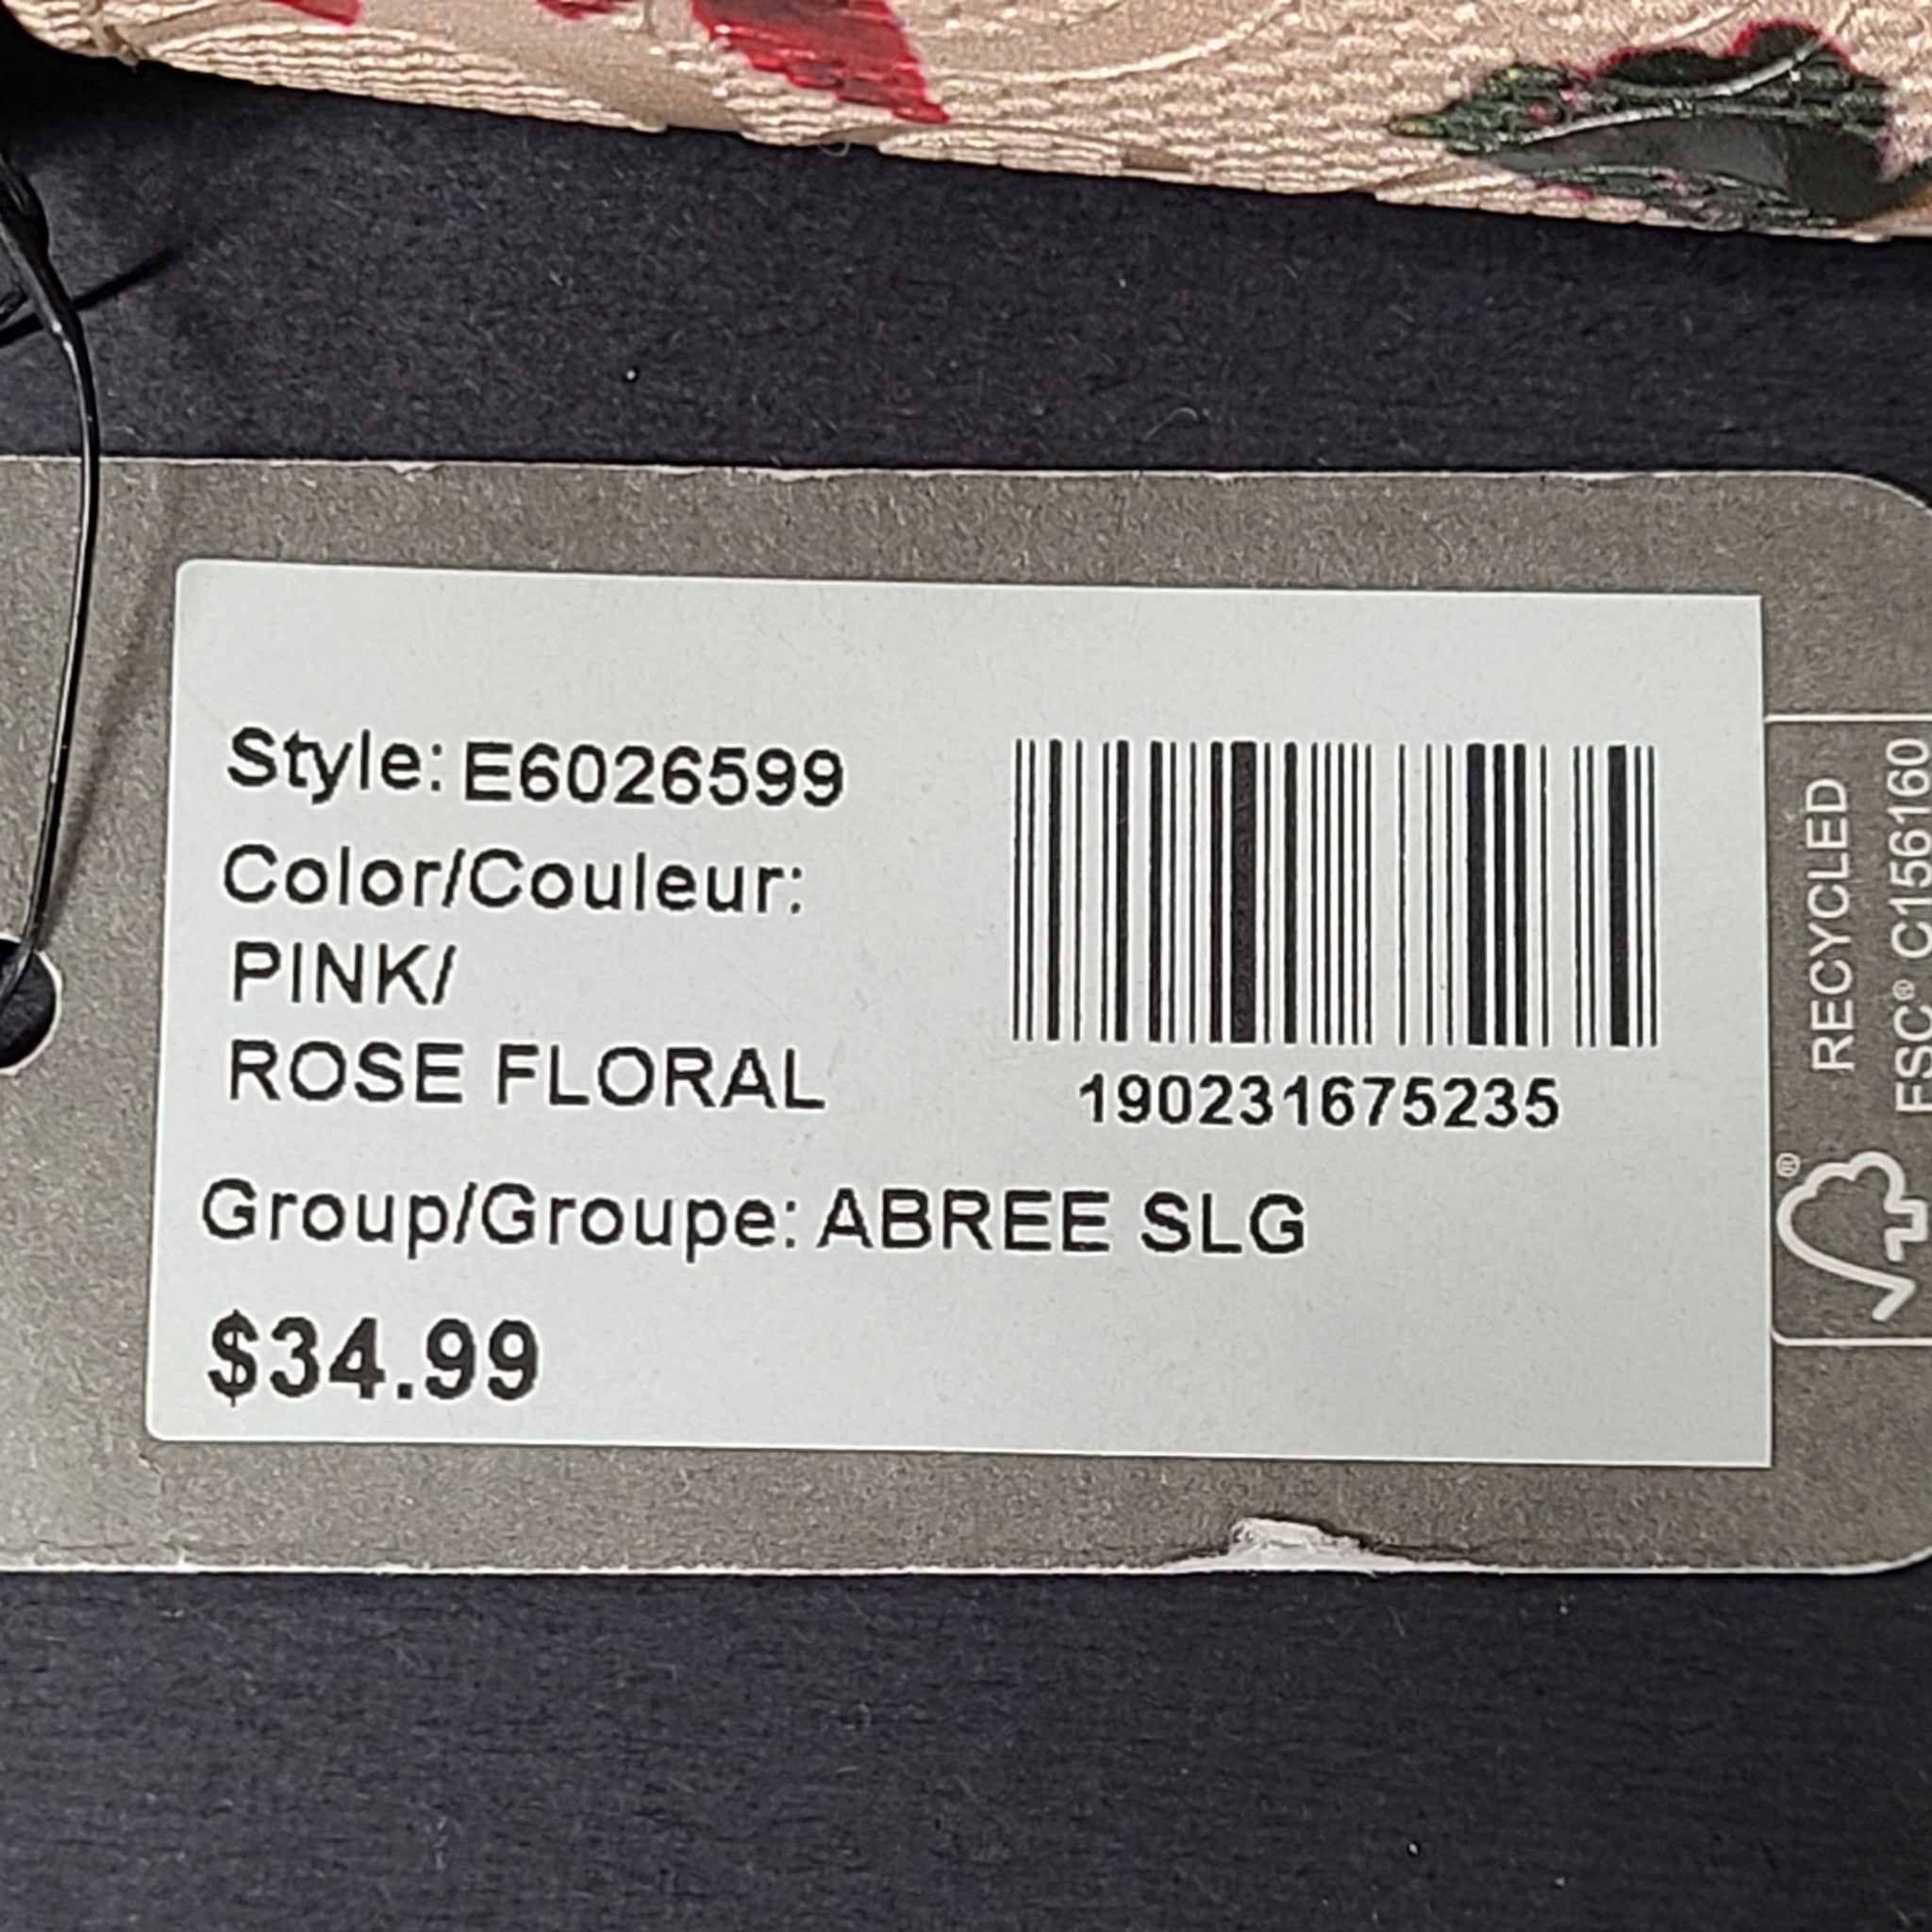 Style: E6026599
Color/Couleur:
PINK/
ROSE FLORAL
190231675235
Group/Groupe: ABREE SLG
$34.99
®
RECYCLED
FSC® C156160